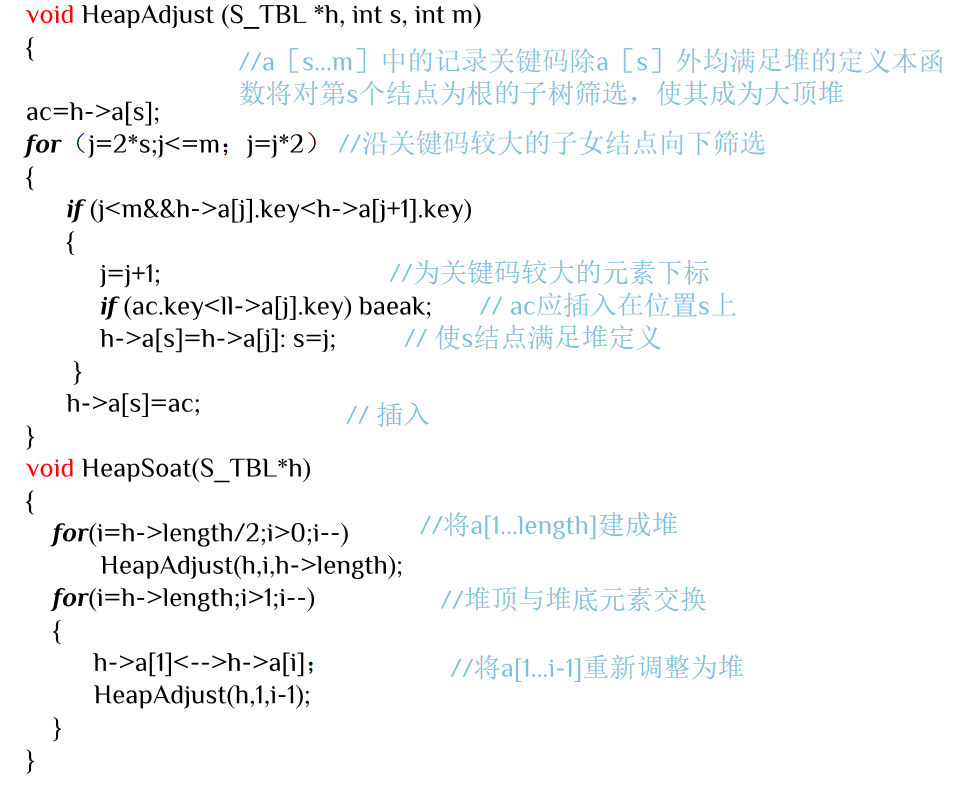 void HeapAdjust (S_TBL *h, int s, int m)
{
//a［s...m］中的记录关键码除a［s］外均满足堆的定义本函
数将对第s个结点为根的子树筛选，使其成为大顶堆
ac=h->a[s];
for（j=2*s;j<=m；j=j*2） //沿关键码较大的子女结点向下筛选
{
if (j<m&&h->a[j].key<h->a[j+1].key)
{
j=j+1; //为关键码较大的元素下标
if (ac.key<ll->a[j].key) baeak; // ac应插入在位置s上
h->a[s]=h->a[j]: s=j; // 使s结点满足堆定义
}
h->a[s]=ac; // 插入
}
void HeapSoat(S_TBL*h)
{
for(i=h->length/2;i>0;i--) //将a[1...length]建成堆
HeapAdjust(h,i,h->length);
for(i=h->length;i>1;i--) //堆顶与堆底元素交换
{
h->a[1]<-->h->a[i]； //将a[1...i-1]重新调整为堆
HeapAdjust(h,1,i-1);
}
}